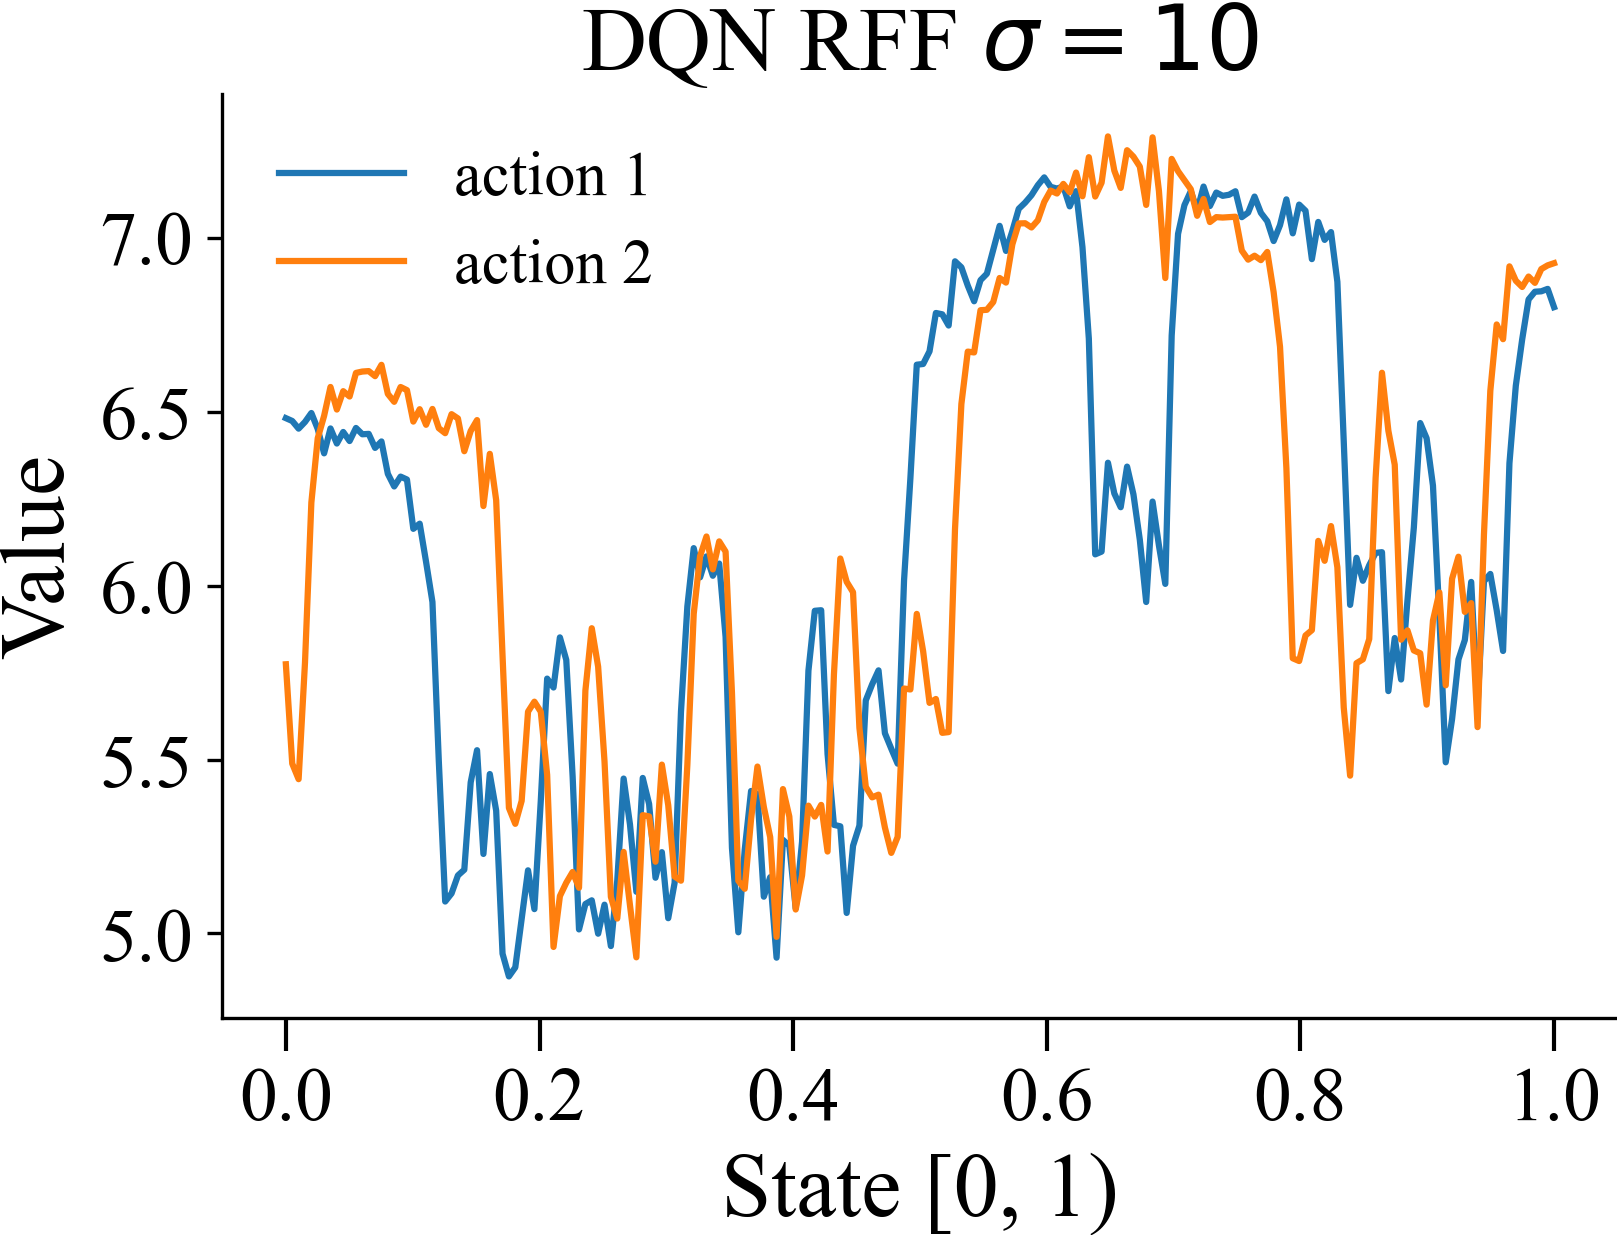 DQN RFF σ = 10
action 1
action 2
Value
7.0
6.5
6.0
5.5
5.0
0.0 0.2 0.4 0.6 0.8 1.0
State [0, 1)